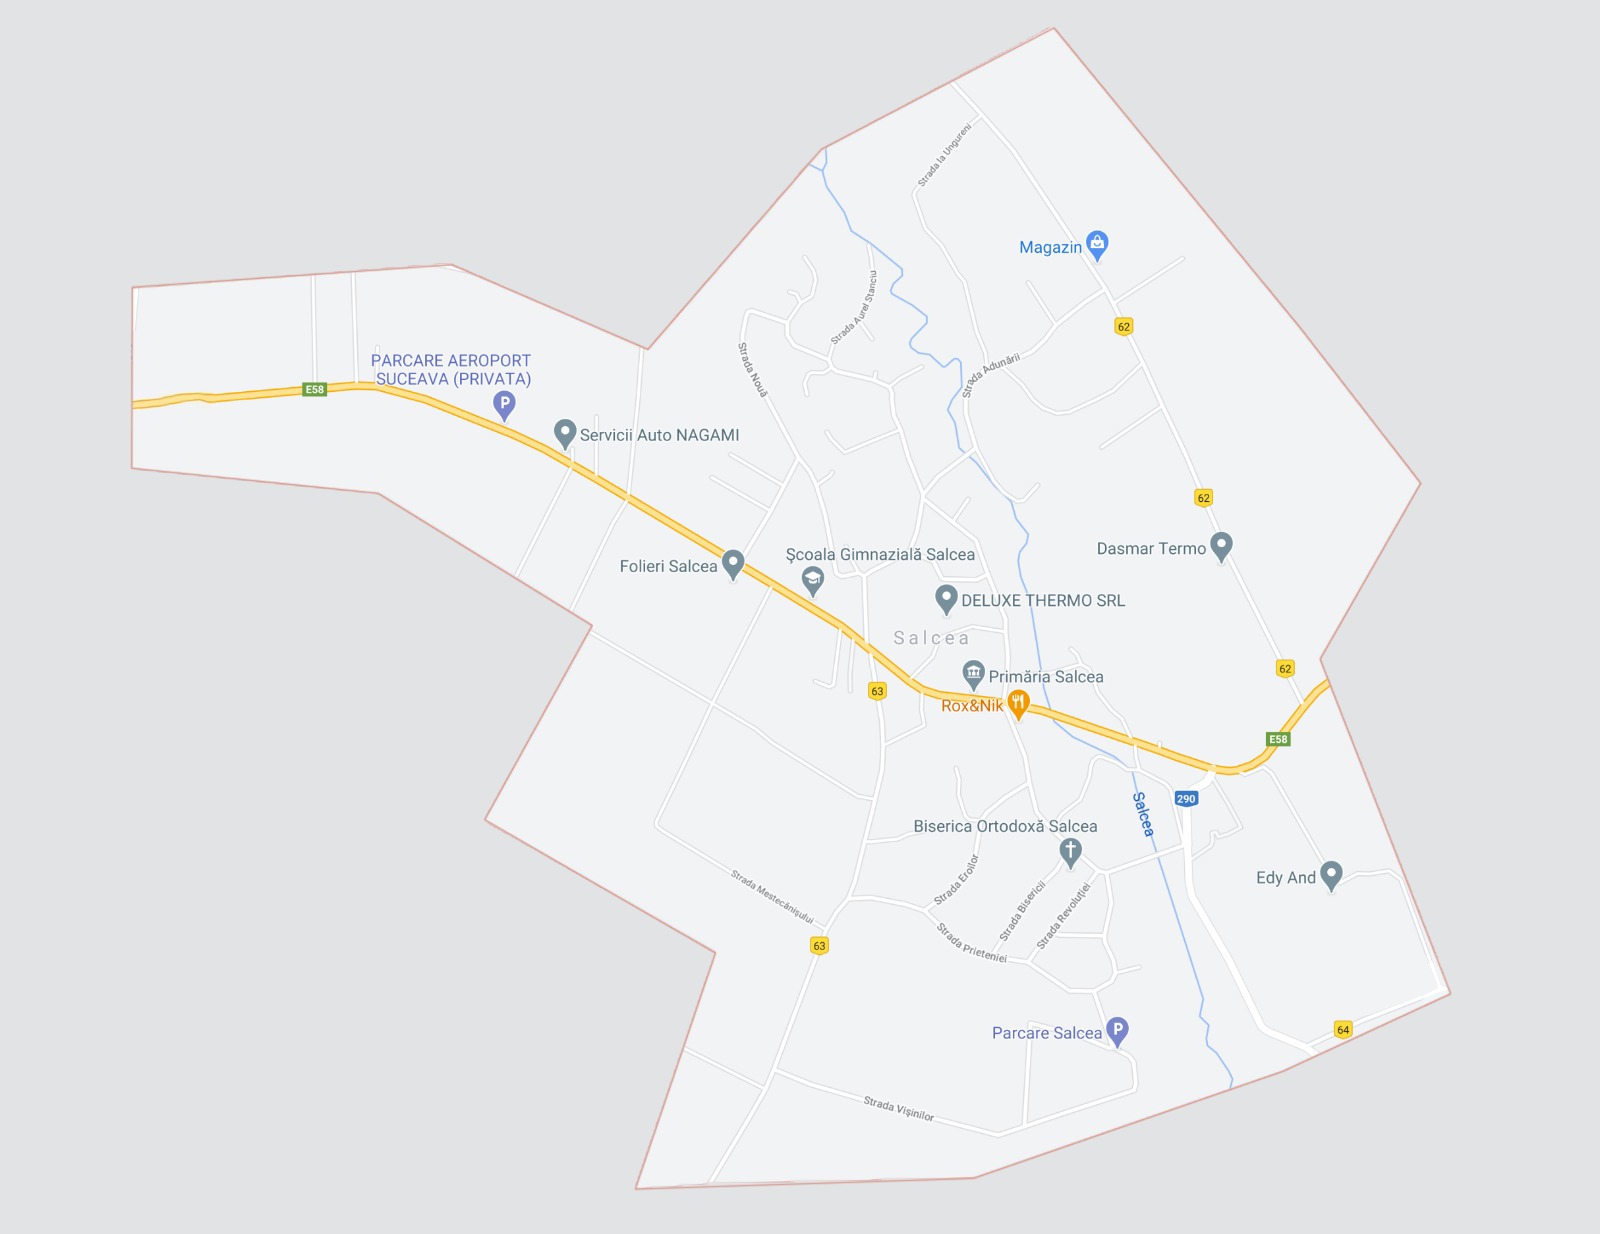 Strada la Ungureni
Magazin
Strada Aurel Stanciu
62
Strada Nouă
PARCARE AEROPORT
SUCEAVA (PRIVATA)
E58
Strada Adunării
Servicii Auto NAGAMI
62
Dasmar Termo
Şcoala Gimnazială Salcea
Folieri Salcea
DELUXE THERMO SRL
Salcea
62
Primăria Salcea
63
Rox&Nik
E58
290
Salcea
Biserica Ortodoxă Salcea
Edy And
Strada Mestecănișului
Strada Eroilor
Strada Bisericii
Strada Revoluției
Strada Prieteniei
63
Parcare Salcea
64
Strada Vișinilor